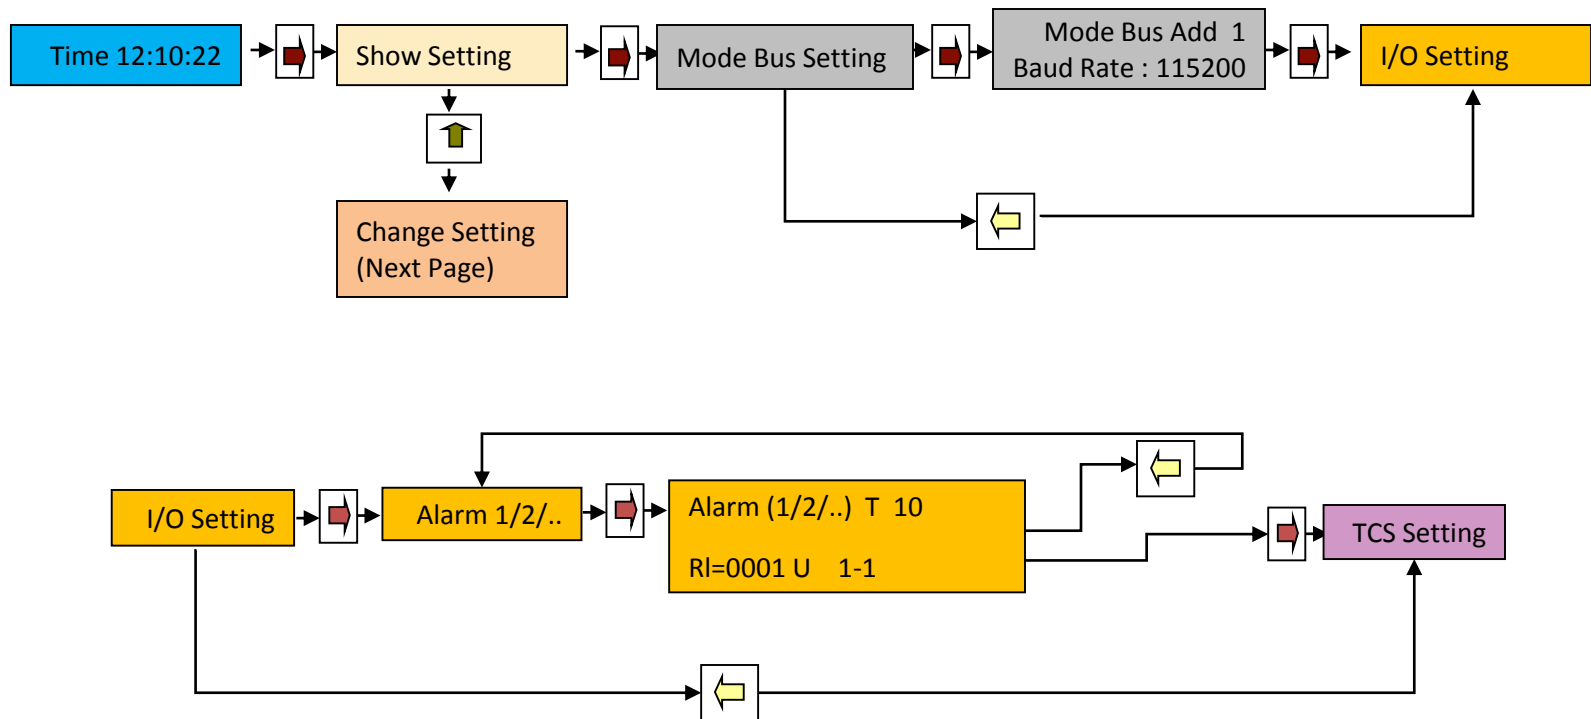 Time 12:10:22
Show Setting
Mode Bus Setting
Mode Bus Add 1
Baud Rate : 115200
I/O Setting
Change Setting
(Next Page)
I/O Setting
Alarm 1/2/..
Alarm (1/2/..) T 10
Rl=0001 U 1-1
TCS Setting